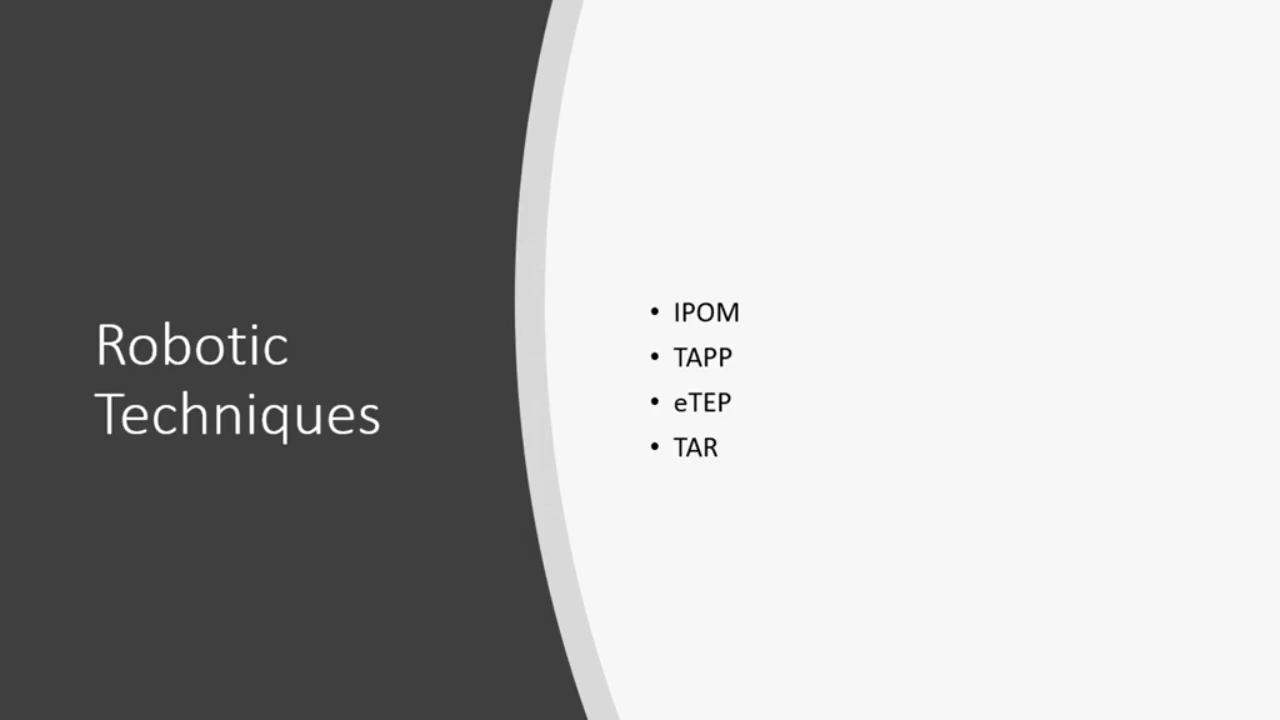 Robotic
Techniques
• IPOM
• TAPP
• eTEP
• TAR